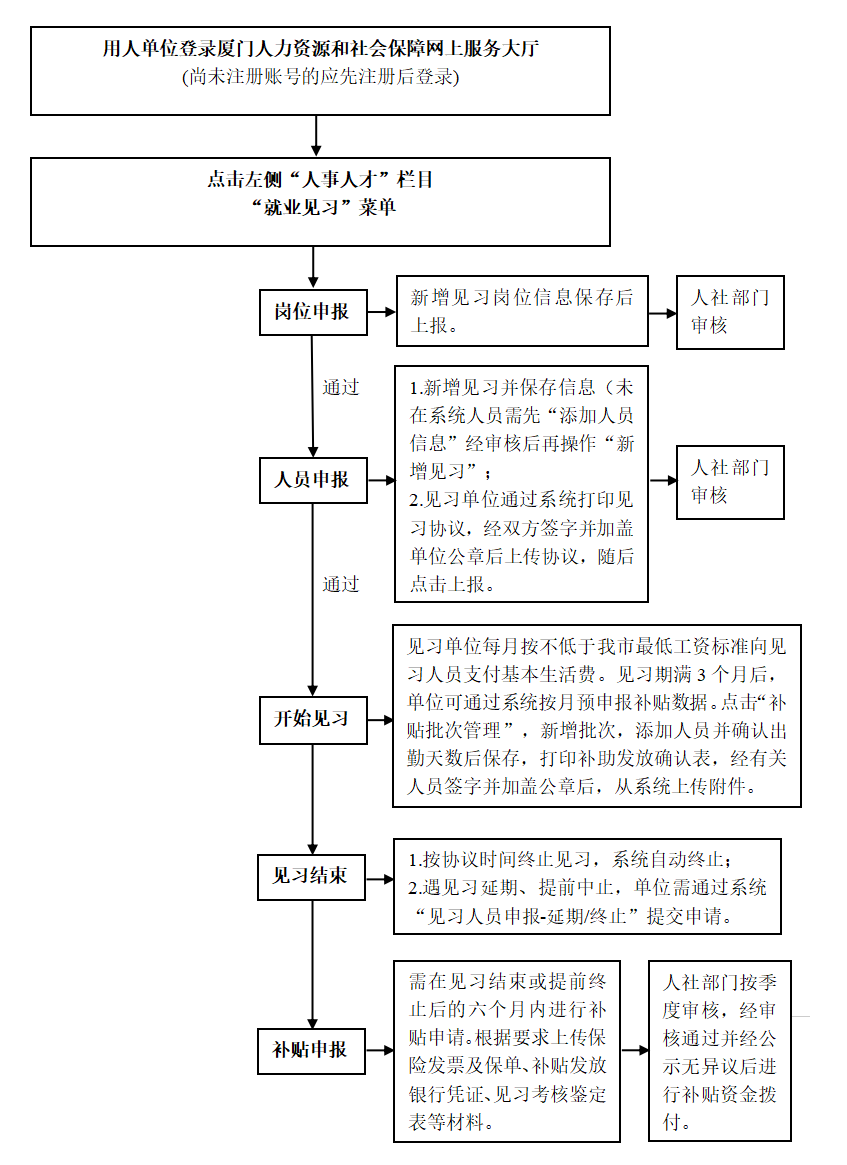 用人单位登录厦门人力资源和社会保障网上服务大厅
(尚未注册账号的应先注册后登录)
点击左侧“人事人才”栏目
“就业见习”菜单
岗位申报
新增见习岗位信息保存后
上报。
人社部门
审核
通过
人员申报
1.新增见习并保存信息（未
在系统人员需先“添加人员
信息”经审核后再操作“新
增见习”；
2.见习单位通过系统打印见
习协议，经双方签字并加盖
单位公章后上传协议，随后
点击上报。
人社部门
审核
通过
开始见习
见习单位每月按不低于我市最低工资标准向见
习人员支付基本生活费。见习期满 3 个月后，
单位可通过系统按月预申报补贴数据。点击“补
贴批次管理”，新增批次，添加人员并确认出
勤天数后保存，打印补助发放确认表，经有关
人员签字并加盖公章后，从系统上传附件。
见习结束
1.按协议时间终止见习，系统自动终止；
2.遇见习延期、提前中止，单位需通过系统
“见习人员申报-延期/终止”提交申请。
补贴申报
需在见习结束或提前终
止后的六个月内进行补
贴申请。根据要求上传保
险发票及保单、补贴发放
银行凭证、见习考核鉴定
表等材料。
人社部门按季
度审核，经审
核通过并经公
示无异议后进
行补贴资金拨
付。